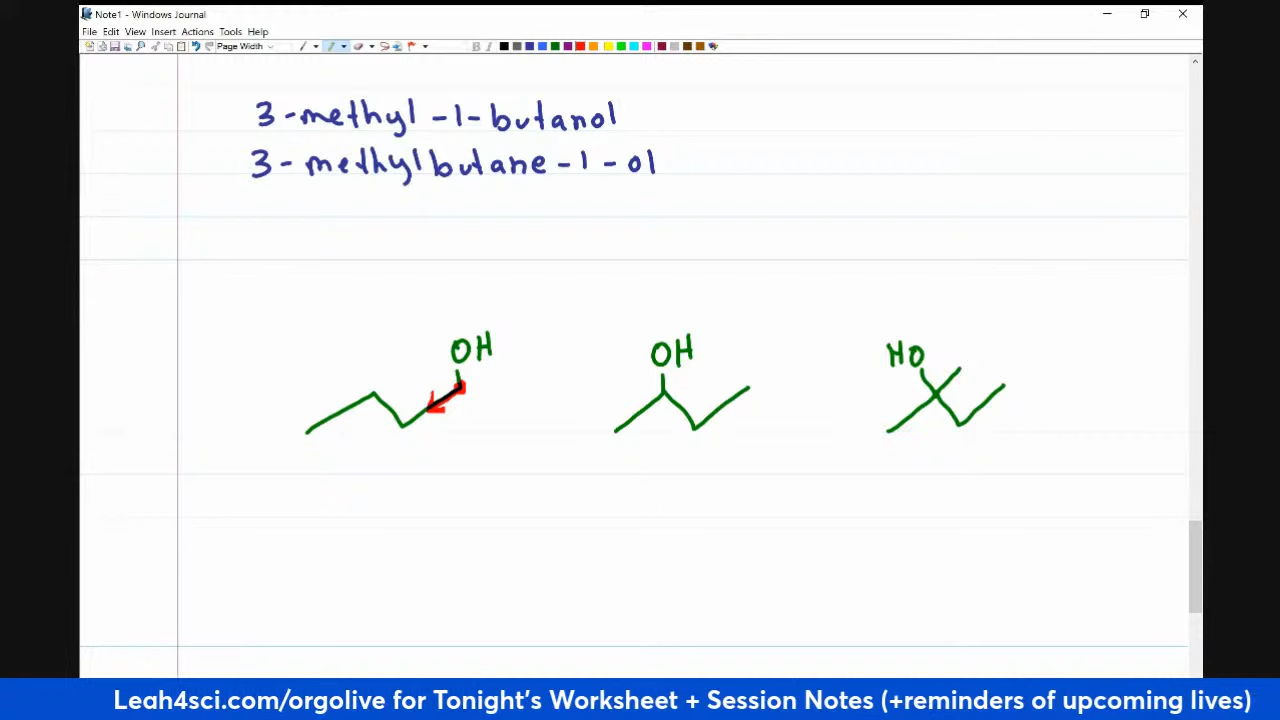 Note1 - Windows Journal
File Edit View Insert Actions Tools Help
Page Width
B I
3-methyl-1-butanol
3-methylbutane-1-ol
OH
OH
HO
Leah4sci.com/orgolive for Tonight's Worksheet + Session Notes (+reminders of upcoming lives)